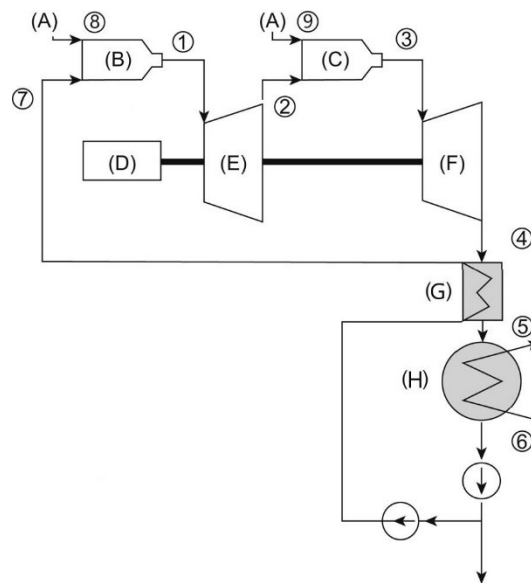 (A) ⑧ ① (A) ⑨ ③
(B) (C)
⑦ ②
(D) (E) (F)
④
(G)
⑤
(H)
⑥